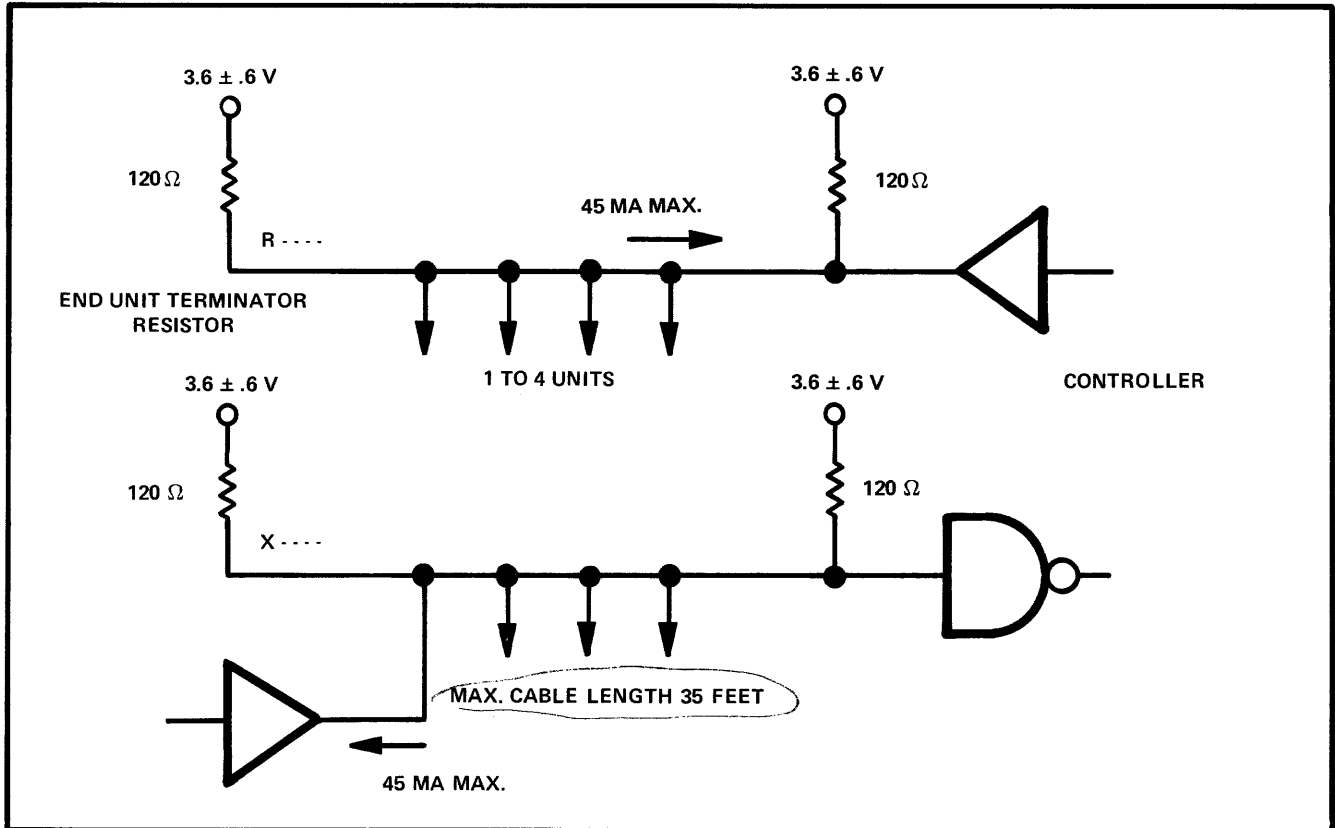 3.6 ± .6 V
3.6 ± .6 V
120 Ω
120 Ω
45 MA MAX.
R - - - -
END UNIT TERMINATOR
RESISTOR
1 TO 4 UNITS
CONTROLLER
3.6 ± .6 V
3.6 ± .6 V
120 Ω
120 Ω
X - - - -
MAX. CABLE LENGTH 35 FEET
45 MA MAX.